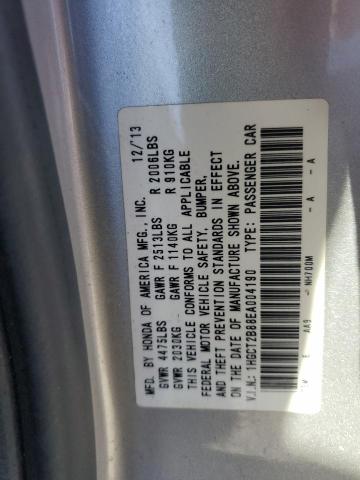 MFD. BY HONDA OF AMERICA MFG., INC. 12/'13
GVWR 4475LBS GAWR F 2513LBS R 2006LBS
GVWR 2030KG GAWR F 1140KG R 910KG
THIS VEHICLE CONFORMS TO ALL APPLICABLE
FEDERAL MOTOR VEHICLE SAFETY, BUMPER,
AND THEFT PREVENTION STANDARDS IN EFFECT
ON THE DATE OF MANUFACTURE SHOWN ABOVE.
V.I.N.: 1HGCT2B88EA004190 TYPE: PASSENGER CAR
E AA9 - NH700M - A - A